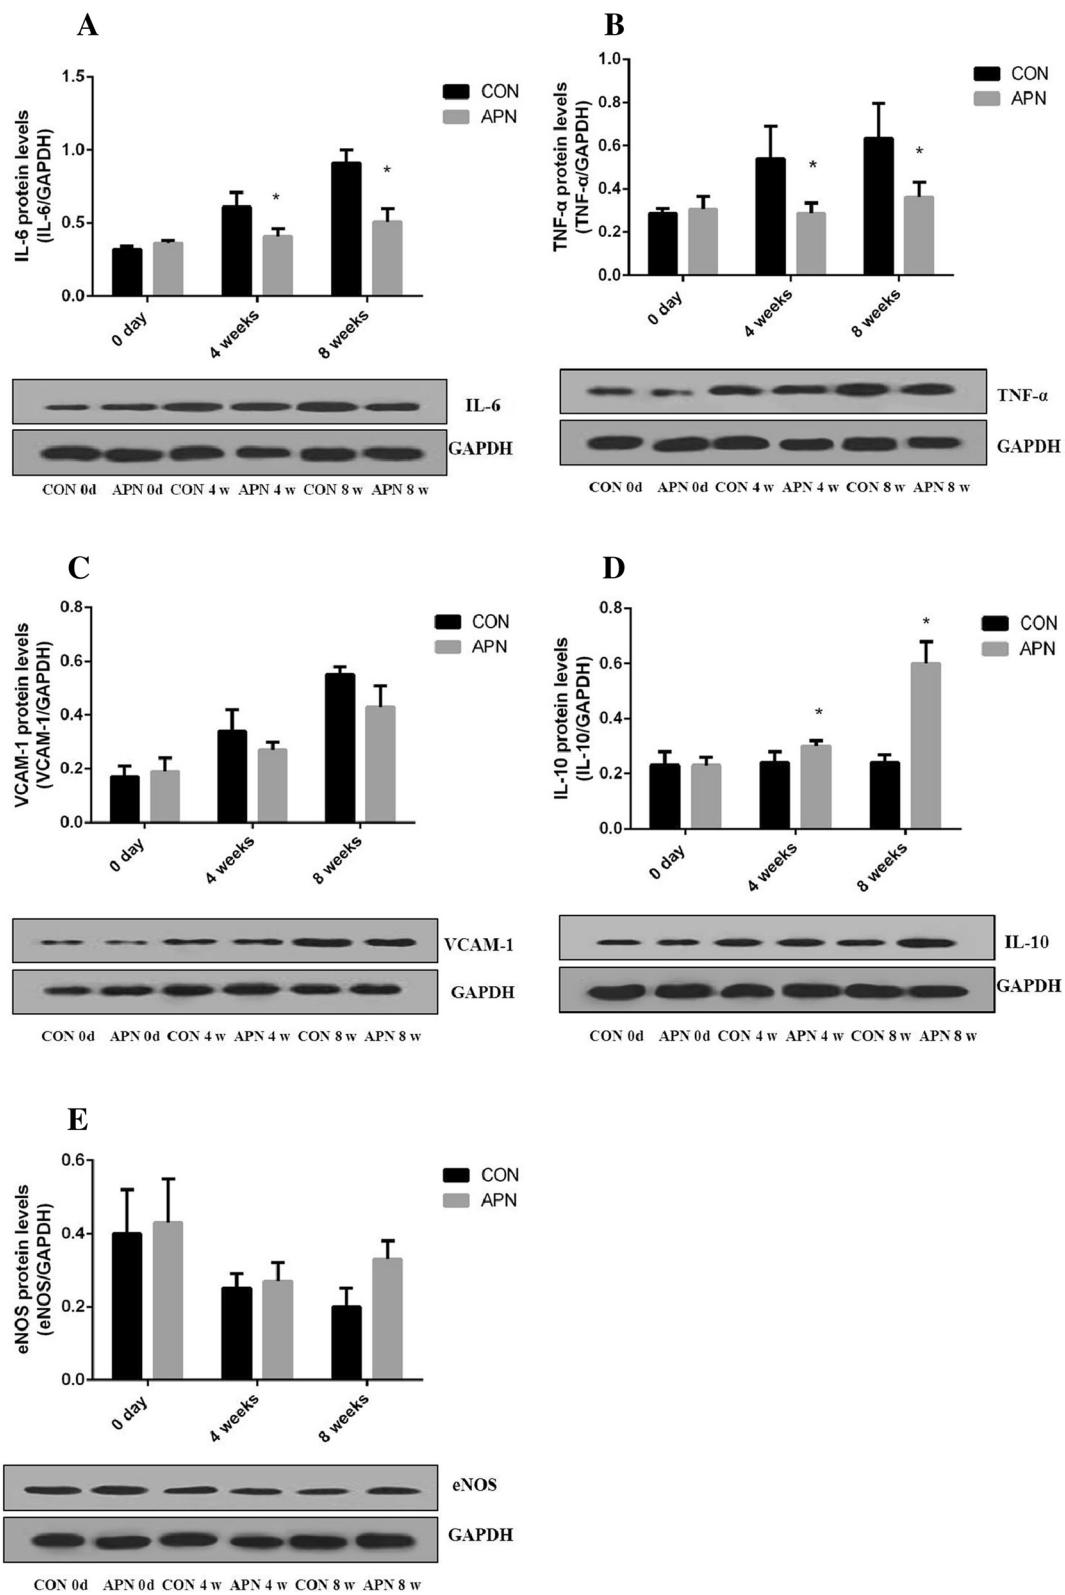 A
IL-6 protein levels
(IL-6/GAPDH)
1.5
1.0
0.5
0.0
CON
APN
*
*
0 day
4 weeks
8 weeks
IL-6
GAPDH
CON 0d APN 0d CON 4 w APN 4 w CON 8 w APN 8 w
B
TNF-α protein levels
(TNF-α/GAPDH)
1.0
0.8
0.6
0.4
0.2
0.0
CON
APN
*
*
0 day
4 weeks
8 weeks
TNF-α
GAPDH
CON 0d APN 0d CON 4 w APN 4 w CON 8 w APN 8 w
C
VCAM-1 protein levels
(VCAM-1/GAPDH)
0.8
0.6
0.4
0.2
0.0
CON
APN
0 day
4 weeks
8 weeks
VCAM-1
GAPDH
CON 0d APN 0d CON 4 w APN 4 w CON 8 w APN 8 w
D
IL-10 protein levels
(IL-10/GAPDH)
0.8
0.6
0.4
0.2
0.0
CON
APN
*
*
0 day
4 weeks
8 weeks
IL-10
GAPDH
CON 0d APN 0d CON 4 w APN 4 w CON 8 w APN 8 w
E
eNOS protein levels
(eNOS/GAPDH)
0.6
0.4
0.2
0.0
CON
APN
0 day
4 weeks
8 weeks
eNOS
GAPDH
CON 0d APN 0d CON 4 w APN 4 w CON 8 w APN 8 w